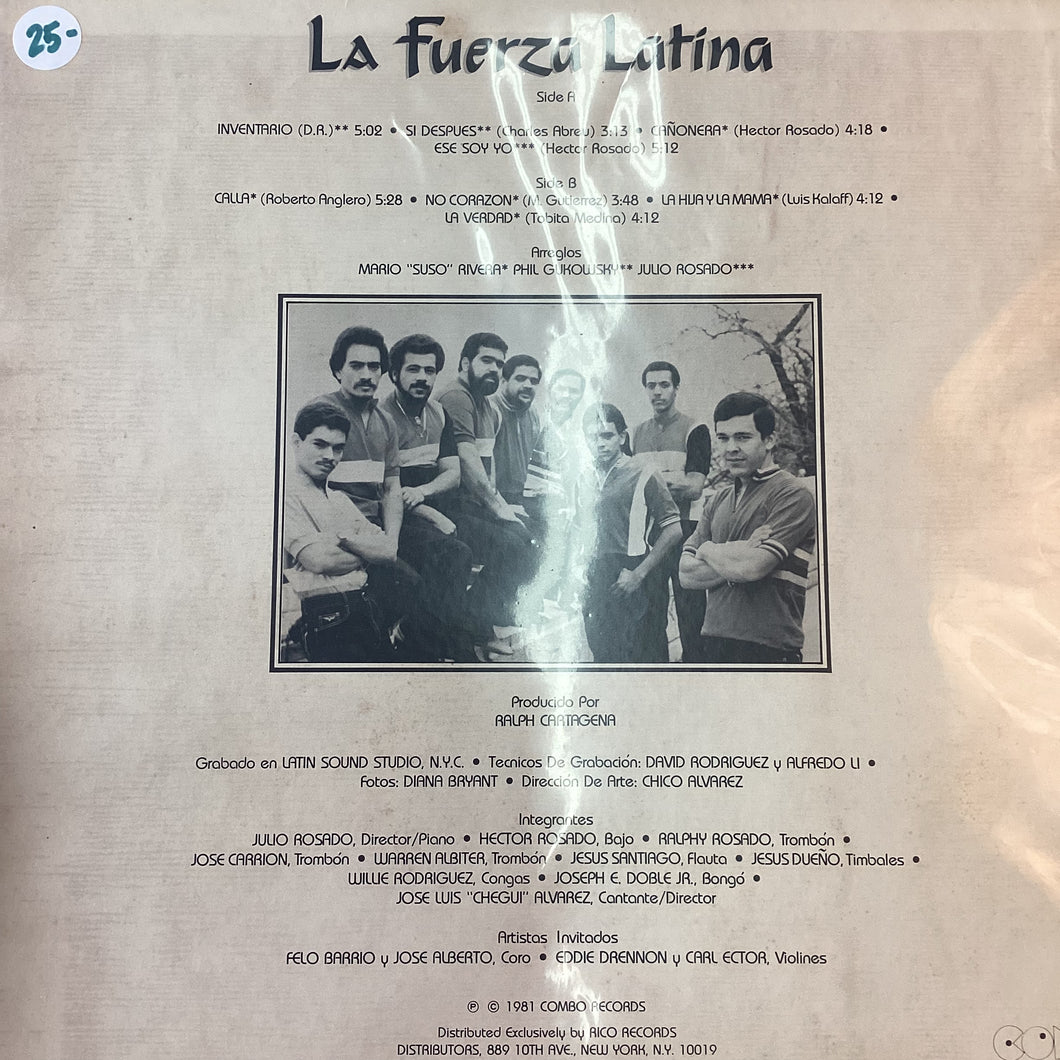 25-
La Fuerza Latina
Side A
INVENTARIO (D.R.)** 5:02 • SI DESPUES** (Charles Abreu) 3:13 • CAÑONERA* (Hector Rosado) 4:18 •
ESE SOY YO*** (Hector Rosado) 5:12
Side B
CALLA* (Roberto Anglero) 5:28 • NO CORAZON* (M. Gutierrez) 3:48 • LA HIJA Y LA MAMA* (Luis Kalaff) 4:12 •
LA VERDAD* (Tobita Medina) 4:12
Arreglos
MARIO "SUSO" RIVERA* PHIL GUKOWSKY** JULIO ROSADO***
Producido Por
RALPH CARTAGENA
Grabado en LATIN SOUND STUDIO, N.Y.C. • Tecnicos De Grabación: DAVID RODRIGUEZ y ALFREDO LI •
Fotos: DIANA BRYANT • Dirección De Arte: CHICO ALVAREZ
Integrantes
JULIO ROSADO, Director/Piano • HECTOR ROSADO, Bajo • RALPHY ROSADO, Trombón •
JOSE CARRION, Trombón • WARREN ALBITER, Trombón • JESUS SANTIAGO, Flauta • JESUS DUEÑO, Timbales •
WILLIE RODRIGUEZ, Congas • JOSEPH E. DOBLE JR., Bongó •
JOSE LUIS "CHEGUI" ALVAREZ, Cantante/Director
Artistas Invitados
FELO BARRIO y JOSE ALBERTO, Coro • EDDIE DRENNON y CARL ECTOR, Violines
℗ © 1981 COMBO RECORDS
Distributed Exclusively by RICO RECORDS
DISTRIBUTORS, 889 10TH AVE., NEW YORK, N.Y. 10019